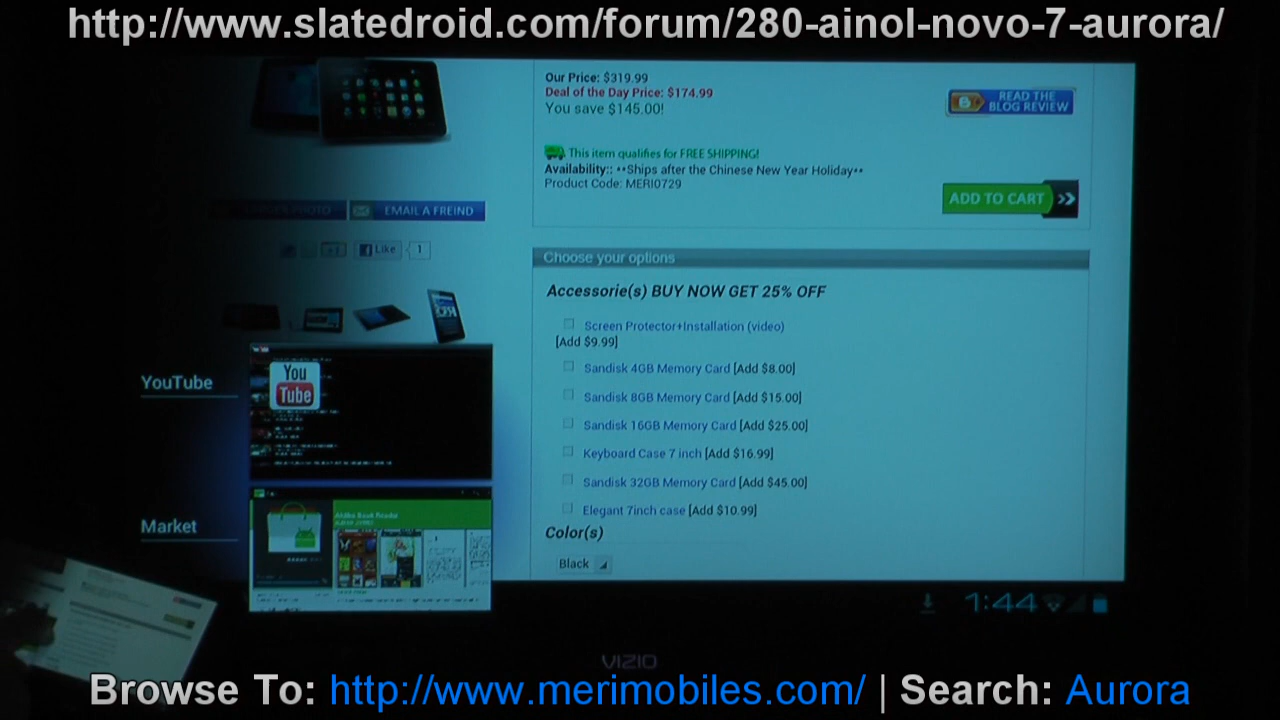 http://www.slatedroid.com/forum/280-ainol-novo-7-aurora/
Our Price: $319.99
Deal of the Day Price: $174.99
You save $145.00!
READ THE
BLOG REVIEW
This item qualifies for FREE SHIPPING!
Availability:: **Ships after the Chinese New Year Holiday**
Product Code: MERI0729
ADD TO CART
EMAIL A FREIND
Like
1
Choose your options
Accessorie(s) BUY NOW GET 25% OFF
Screen Protector+Installation (video)
[Add $9.99]
Sandisk 4GB Memory Card [Add $8.00]
Sandisk 8GB Memory Card [Add $15.00]
Sandisk 16GB Memory Card [Add $25.00]
Keyboard Case 7 inch [Add $16.99]
Sandisk 32GB Memory Card [Add $45.00]
Elegant 7inch case [Add $10.99]
Color(s)
Black
YouTube
You
Tube
Market
1:44
VIZIO
Browse To: http://www.merimobiles.com/ | Search: Aurora